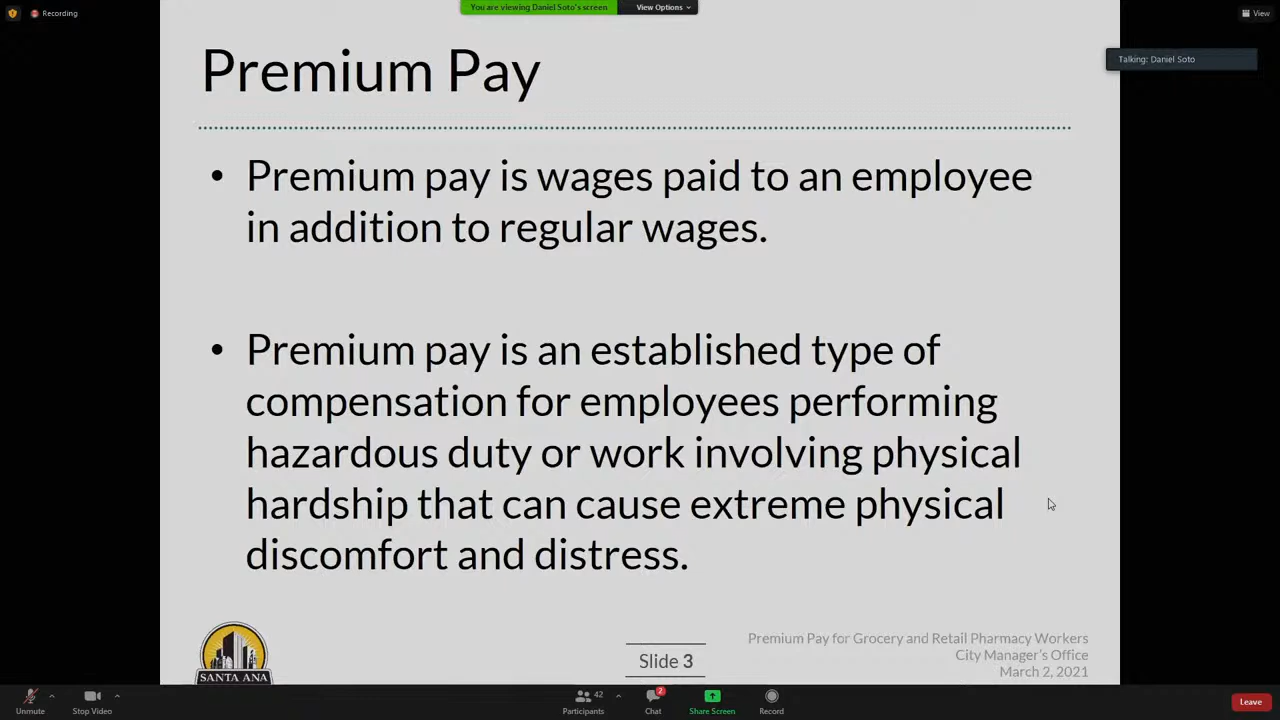 Recording
You are viewing Daniel Soto's screen
View Options
View
Talking: Daniel Soto
Premium Pay
• Premium pay is wages paid to an employee
in addition to regular wages.
• Premium pay is an established type of
compensation for employees performing
hazardous duty or work involving physical
hardship that can cause extreme physical
discomfort and distress.
SANTA ANA
Slide 3
Premium Pay for Grocery and Retail Pharmacy Workers
City Manager's Office
March 2, 2021
Unmute
Stop Video
42
Participants
2
Chat
Share Screen
Record
Leave